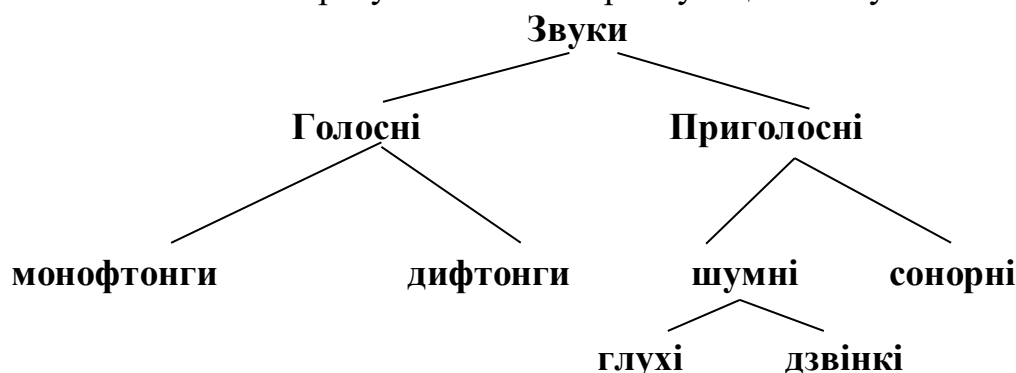 Звуки
Голосні Приголосні
монофтонги дифтонги шумні сонорні
глухі дзвінкі